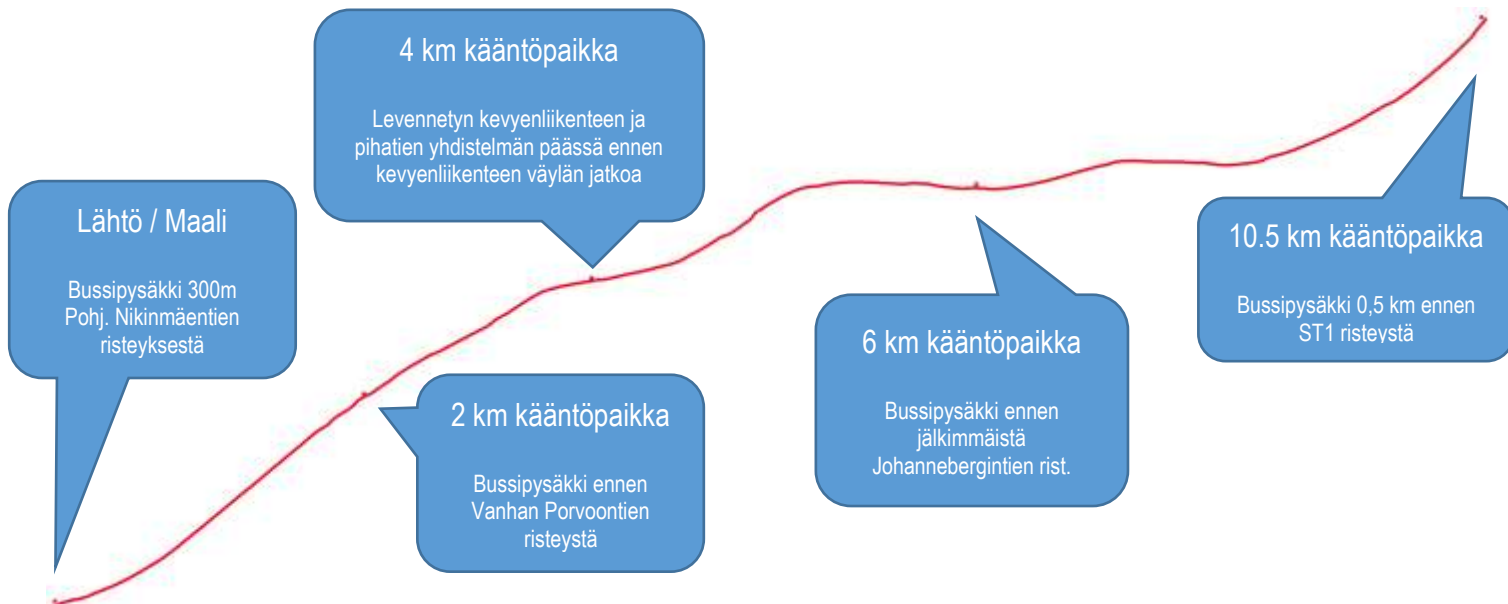 4 km kääntöpaikka
Levennetyn kevyenliikenteen ja
pihatien yhdistelmän päässä ennen
kevyenliikenteen väylän jatkoa
Lähtö / Maali
Bussipysäkki 300m
Pohj. Nikinmäentien
risteyksestä
10.5 km kääntöpaikka
Bussipysäkki 0,5 km ennen
ST1 risteystä
6 km kääntöpaikka
Bussipysäkki ennen
jälkimmäistä
Johannebergintien rist.
2 km kääntöpaikka
Bussipysäkki ennen
Vanhan Porvoontien
risteystä